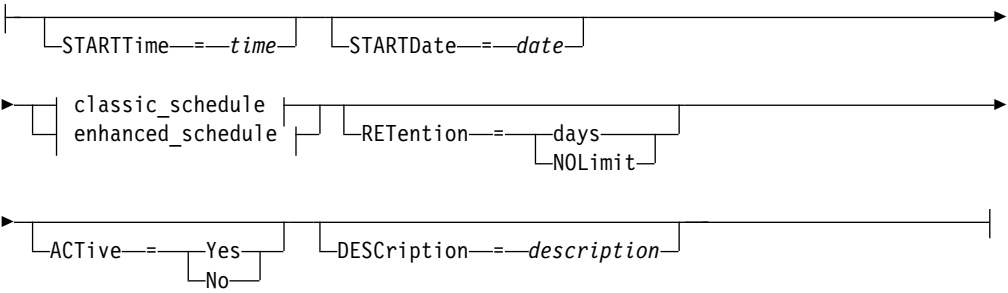 STARTTime = time STARTDate = date
classic_schedule
enhanced_schedule RETention = days
NOLimit
ACTive = Yes DESCription = description
No